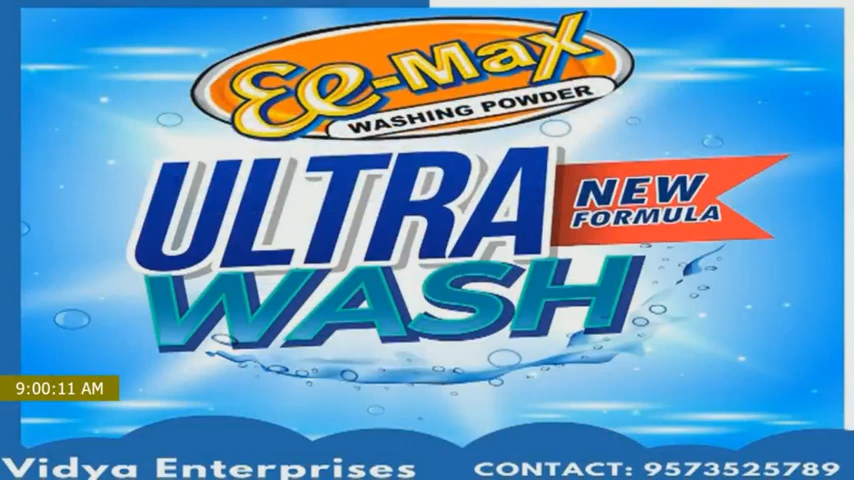 Ee-Max
WASHING POWDER
ULTRA
NEW
FORMULA
WASH
9:00:11 AM
Vidya Enterprises CONTACT: 9573525789